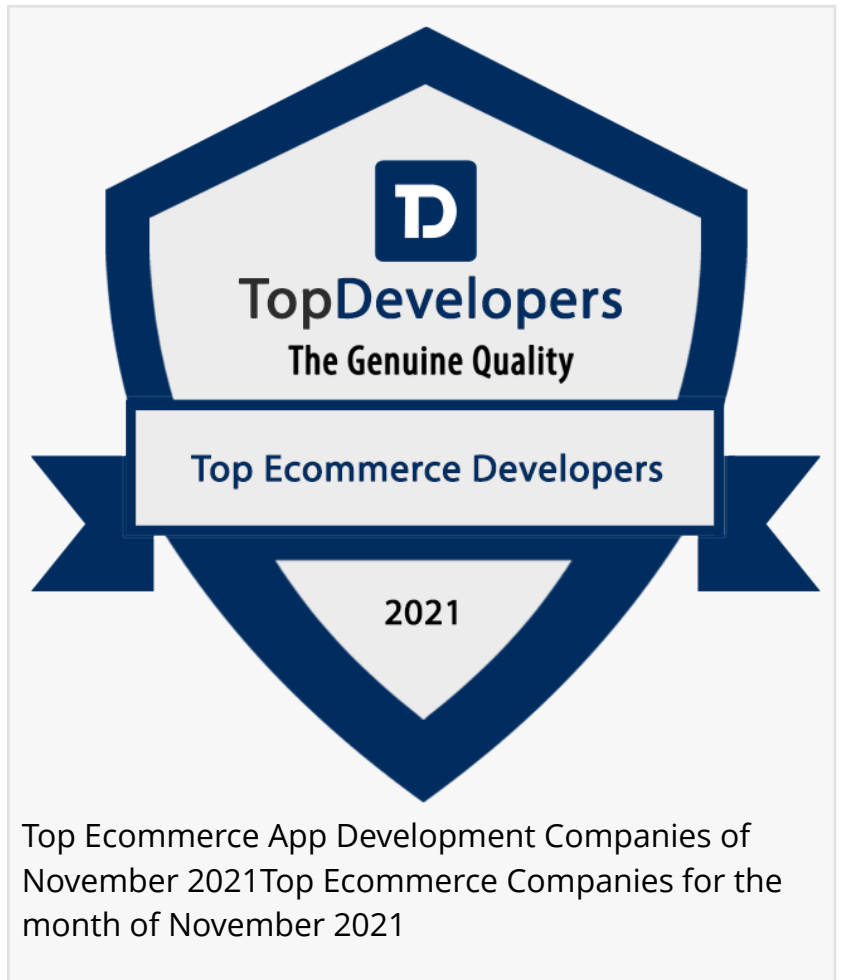 TD
TopDevelopers
The Genuine Quality
Top Ecommerce Developers
2021
Top Ecommerce App Development Companies of
November 2021Top Ecommerce Companies for the
month of November 2021